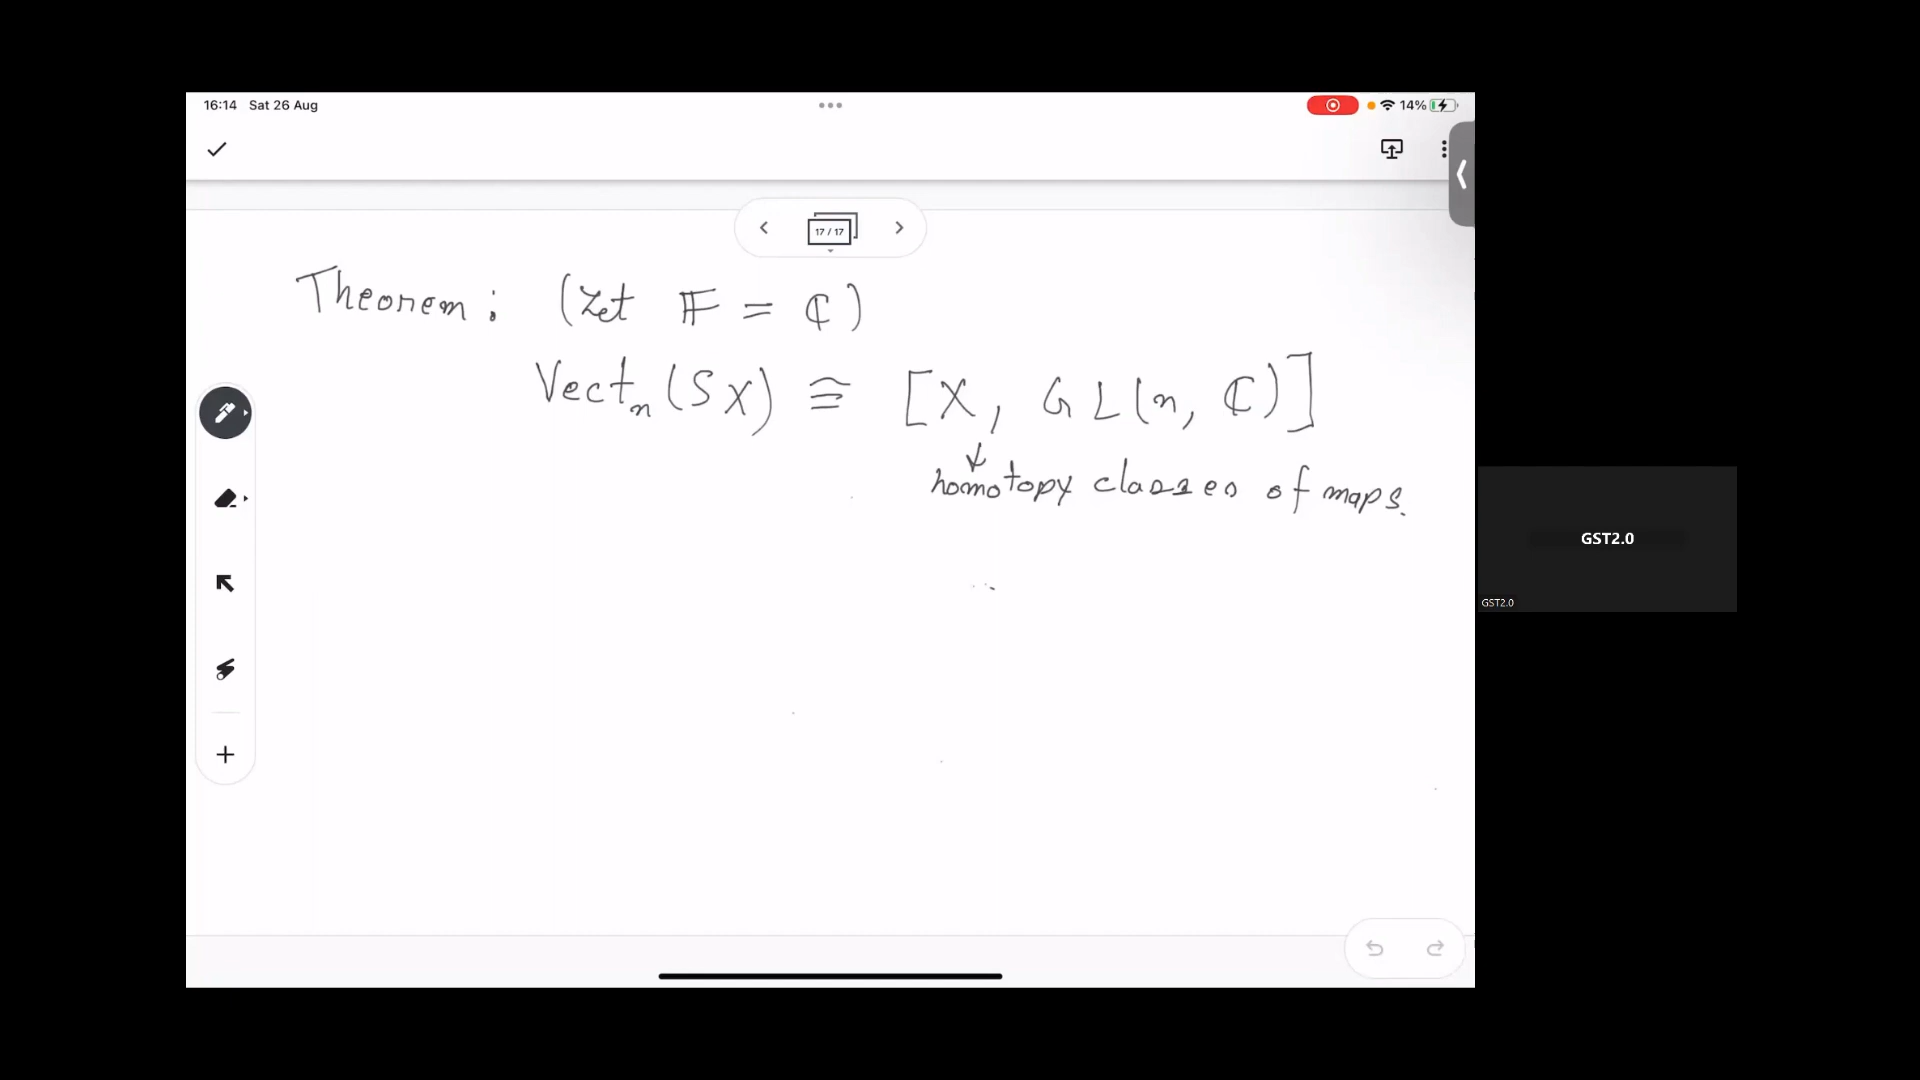 16:14 Sat 26 Aug
14%
17 / 17
Theorem: (Let 𝔽 = ℂ)
Vectₙ(SX) ≅ [X, GL(n, ℂ)]
↓
homotopy classes of maps.
GST2.0
GST2.0